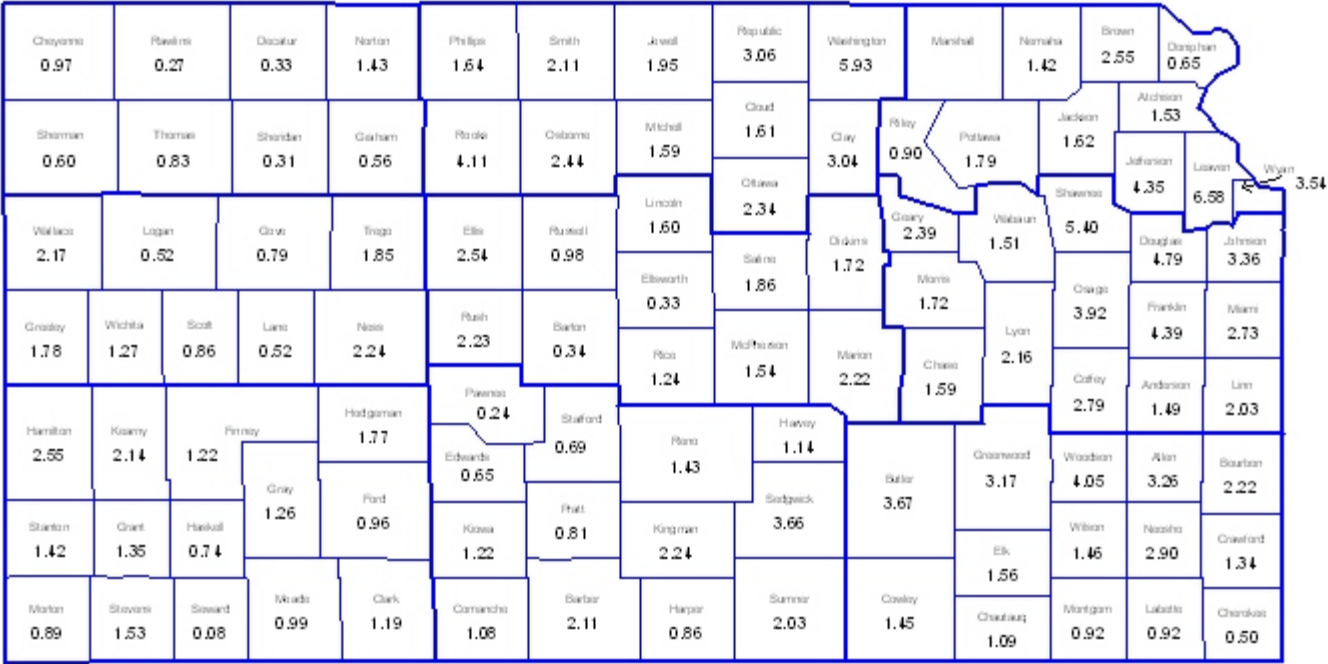 Cheyenne Rawlins Decatur Norton Phillips Smith Jewell Republic Washington Marshall Nemaha Brown Doniphan
0.97 0.27 0.33 1.43 1.64 2.11 1.95 3.06 5.93 1.42 2.55 0.65
Sherman Thomas Sheridan Graham Rooks Osborne Mitchell Cloud Clay Riley Pottawa Jackson Atchison
0.60 0.83 0.31 0.56 4.11 2.44 1.59 1.61 3.04 0.90 1.79 1.62 1.53
Ottawa Jefferson Leaven Wyan
2.34 4.35 6.58 3.54
Wallace Logan Gove Trego Ellis Russell Lincoln Saline Dickins Geary Wabaun Shawnee Douglas Johnson
2.17 0.52 0.79 1.85 2.54 0.98 1.60 1.86 1.72 2.39 1.51 5.40 4.79 3.36
Greeley Wichita Scott Lane Ness Rush Barton Ellsworth Morris Osage Franklin Miami
1.78 1.27 0.86 0.52 2.24 2.23 0.34 0.33 1.72 3.92 4.39 2.73
Rice McPherson Marion Chase Lyon Coffey Anderson Linn
1.24 1.54 2.22 1.59 2.16 2.79 1.49 2.03
Hamilton Kearny Finney Hodgeman Pawnee Stafford Reno Harvey
2.55 2.14 1.22 1.77 0.24 0.69 1.43 1.14
Gray Ford Edwards Pratt Sedgwick Butler Greenwood Woodson Allen Bourbon
1.26 0.96 0.65 0.81 3.66 3.67 3.17 4.05 3.26 2.22
Stanton Grant Haskell Kiowa Kingman Elk Wilson Neosho Crawford
1.42 1.35 0.74 1.22 2.24 1.56 1.46 2.90 1.34
Morton Stevens Seward Meade Clark Comanche Barber Harper Sumner Cowley Chautauq Montgom Labette Cherokee
0.89 1.53 0.08 0.99 1.19 1.08 2.11 0.86 2.03 1.45 1.09 0.92 0.92 0.50